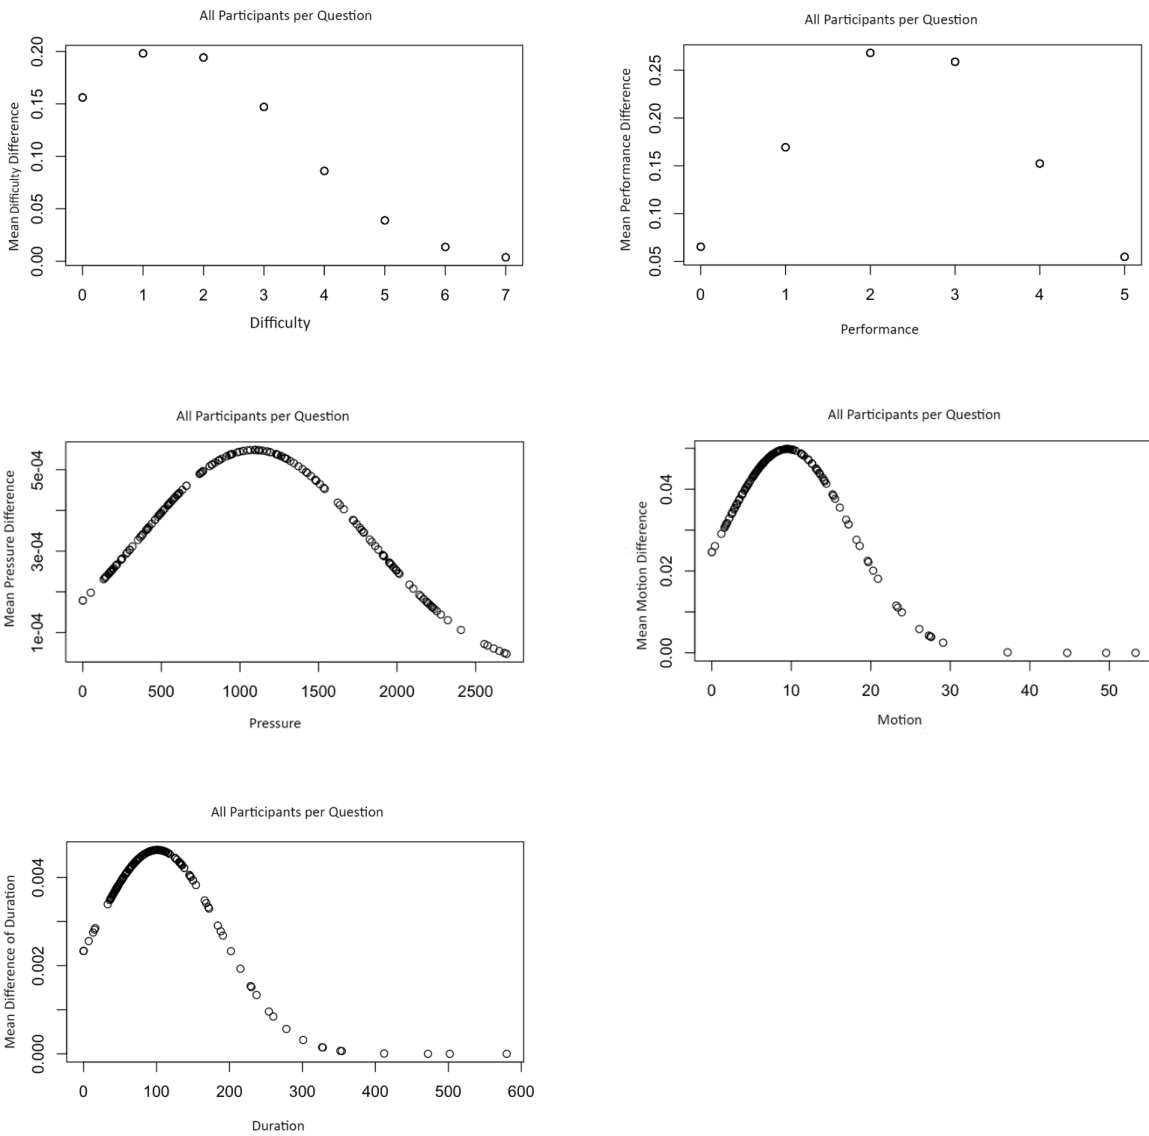 All Participants per Question
Mean Difficulty Difference
0.20
0.15
0.10
0.05
0.00
0 1 2 3 4 5 6 7
Difficulty
All Participants per Question
Mean Performance Difference
0.25
0.20
0.15
0.10
0.05
0 1 2 3 4 5
Performance
All Participants per Question
Mean Pressure Difference
5e-04
3e-04
1e-04
0 500 1000 1500 2000 2500
Pressure
All Participants per Question
Mean Motion Difference
0.04
0.02
0.00
0 10 20 30 40 50
Motion
All Participants per Question
Mean Difference of Duration
0.004
0.002
0.000
0 100 200 300 400 500 600
Duration